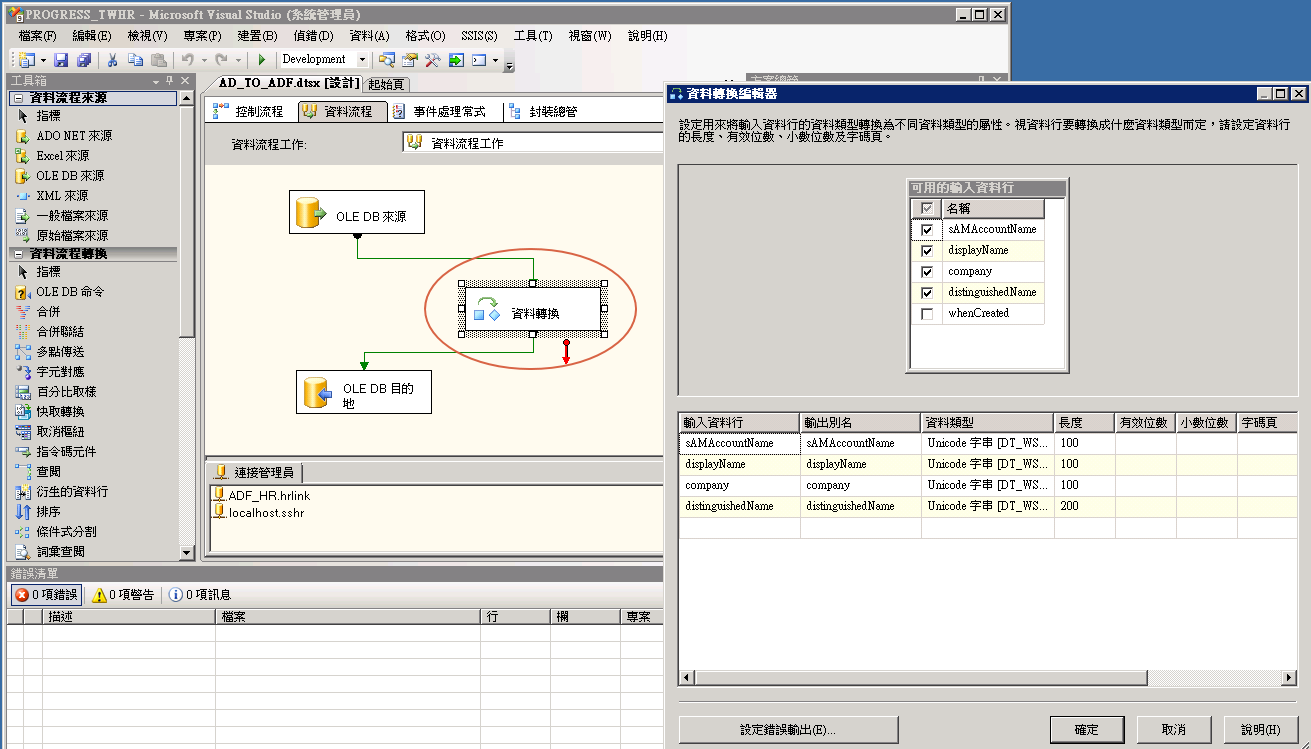 PROGRESS_TWHR - Microsoft Visual Studio (系統管理員)
檔案(F) 編輯(E) 檢視(V) 專案(P) 建置(B) 偵錯(D) 資料(A) 格式(O) SSIS(S) 工具(T) 視窗(W) 說明(H)
Development
工具箱
資料流程來源
指標
ADO NET 來源
Excel 來源
OLE DB 來源
XML 來源
一般檔案來源
原始檔案來源
資料流程轉換
指標
OLE DB 命令
合併
合併聯結
多點傳送
字元對應
百分比取樣
快取轉換
取消樞紐
指令碼元件
查閱
衍生的資料行
排序
條件式分割
詞彙查閱
AD_TO_ADF.dtsx [設計] 起始頁
控制流程 資料流程 事件處理常式 封裝總管
資料流程工作: 資料流程工作
OLE DB 來源
資料轉換
OLE DB 目的
地
連接管理員
ADF_HR.hrlink
localhost.sshr
錯誤清單
0 項錯誤 0 項警告 0 項訊息
描述 檔案 行 欄 專案
方案總管
資料轉換編輯器
設定用來將輸入資料行的資料類型轉換為不同資料類型的屬性。視資料行要轉換成什麼資料類型而定，請設定資料行
的長度、有效位數、小數位數及字碼頁。
可用的輸入資料行
名稱
sAMAccountName
displayName
company
distinguishedName
whenCreated
輸入資料行 輸出別名 資料類型 長度 有效位數 小數位數 字碼頁
sAMAccountName sAMAccountName Unicode 字串 [DT_WS... 100
displayName displayName Unicode 字串 [DT_WS... 100
company company Unicode 字串 [DT_WS... 100
distinguishedName distinguishedName Unicode 字串 [DT_WS... 200
設定錯誤輸出(E)... 確定 取消 說明(H)